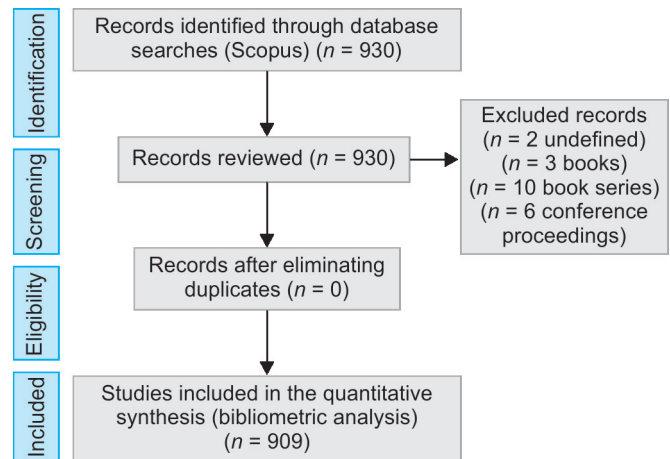 Identification
Records identified through database
searches (Scopus) (n = 930)
Screening
Records reviewed (n = 930)
Excluded records
(n = 2 undefined)
(n = 3 books)
(n = 10 book series)
(n = 6 conference
proceedings)
Eligibility
Records after eliminating
duplicates (n = 0)
Included
Studies included in the quantitative
synthesis (bibliometric analysis)
(n = 909)